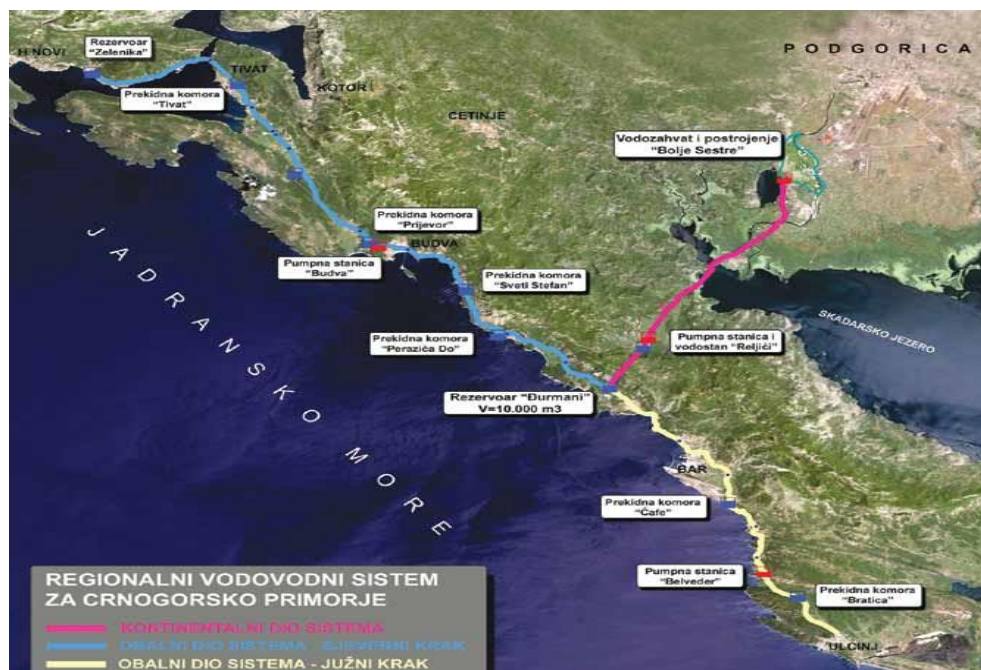 H.NOVI
Rezervoar
"Zelenika"
TIVAT
Prekidna komora
"Tivat"
KOTOR
CETINJE
PODGORICA
Vodozahvat i postrojenje
"Bolje Sestre"
Prekidna komora
"Prijevor"
BUDVA
Pumpna stanica
"Budva"
Prekidna komora
"Sveti Stefan"
Prekidna komora
"Perazića Do"
SKADARSKO JEZERO
Pumpna stanica i
vodostan "Reljići"
Rezervoar "Đurmani"
V=10.000 m3
JADRANSKO MORE
BAR
Prekidna komora
"Ćafe"
Pumpna stanica
"Belveder"
Prekidna komora
"Bratica"
ULCINJ
REGIONALNI VODOVODNI SISTEM
ZA CRNOGORSKO PRIMORJE
KONTINENTALNI DIO SISTEMA
OBALNI DIO SISTEMA - SJEVERNI KRAK
OBALNI DIO SISTEMA - JUŽNI KRAK